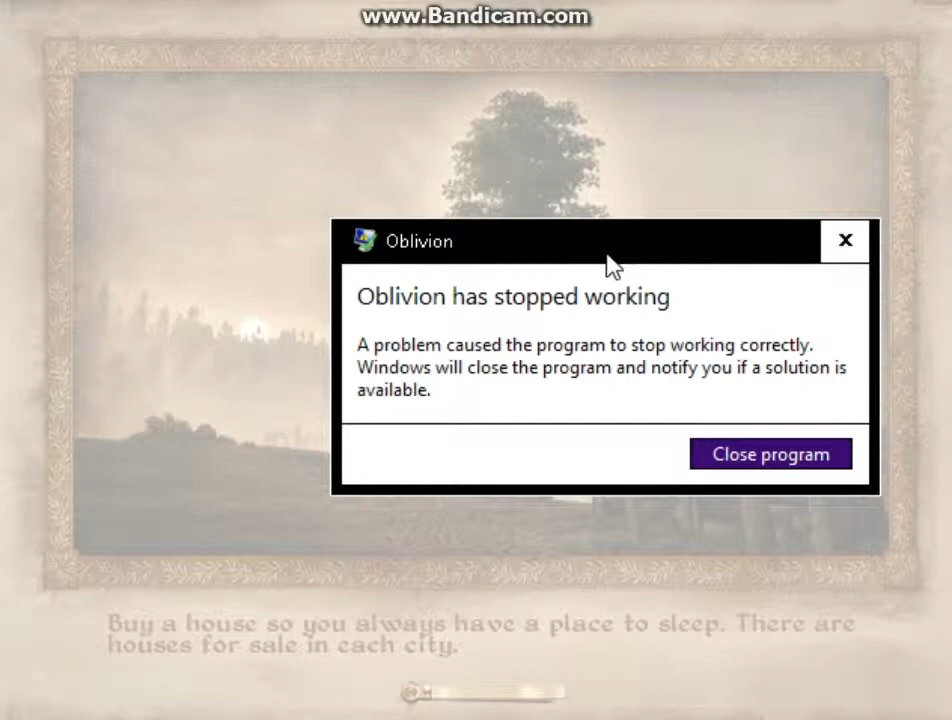 www.Bandicam.com
Oblivion
x
Oblivion has stopped working
A problem caused the program to stop working correctly.
Windows will close the program and notify you if a solution is
available.
Close program
Buy a house so you always have a place to sleep. There are
houses for sale in each city.